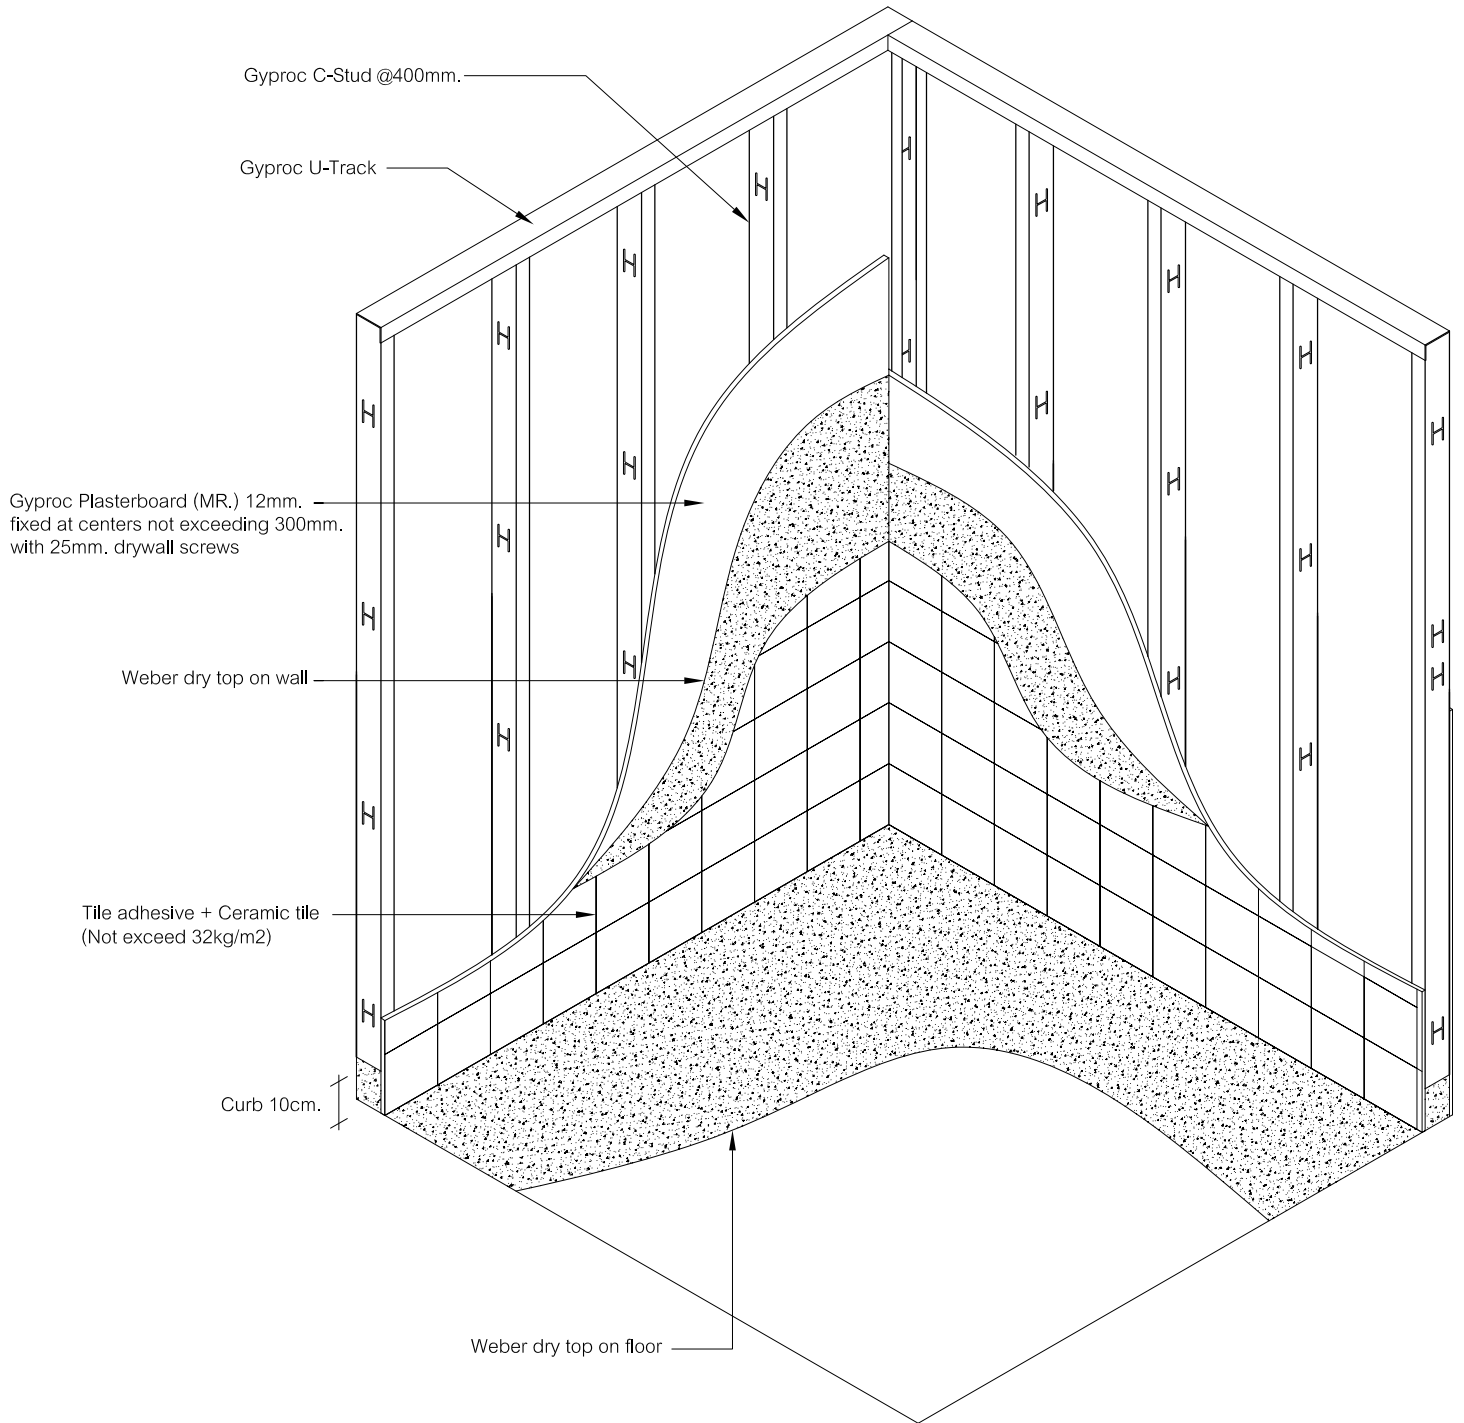 Gyproc C-Stud @400mm.
Gyproc U-Track
Gyproc Plasterboard (MR.) 12mm.
fixed at centers not exceeding 300mm.
with 25mm. drywall screws
Weber dry top on wall
Tile adhesive + Ceramic tile
(Not exceed 32kg/m2)
Curb 10cm.
Weber dry top on floor